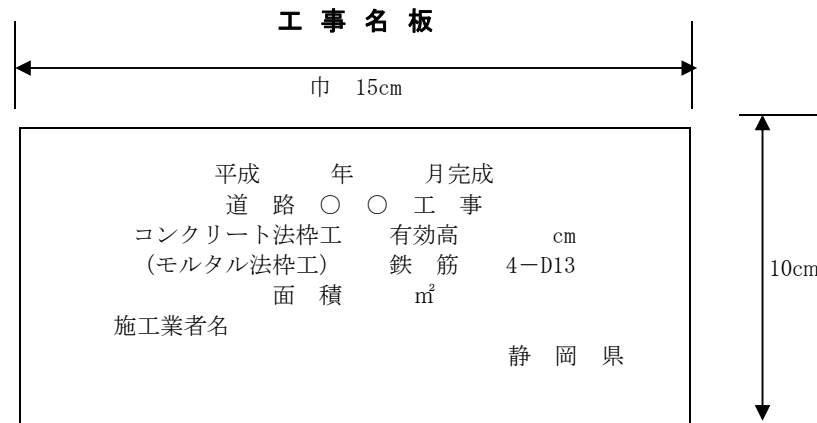 工 事 名 板
巾　15cm
平成　　　年　　　月完成
道　路 ○　○　工　事
コンクリート法枠工　　有効高　　　　cm
(モルタル法枠工)　　鉄　筋　　4－D13
面　積　　　㎡
10cm
施工業者名
静　岡　県